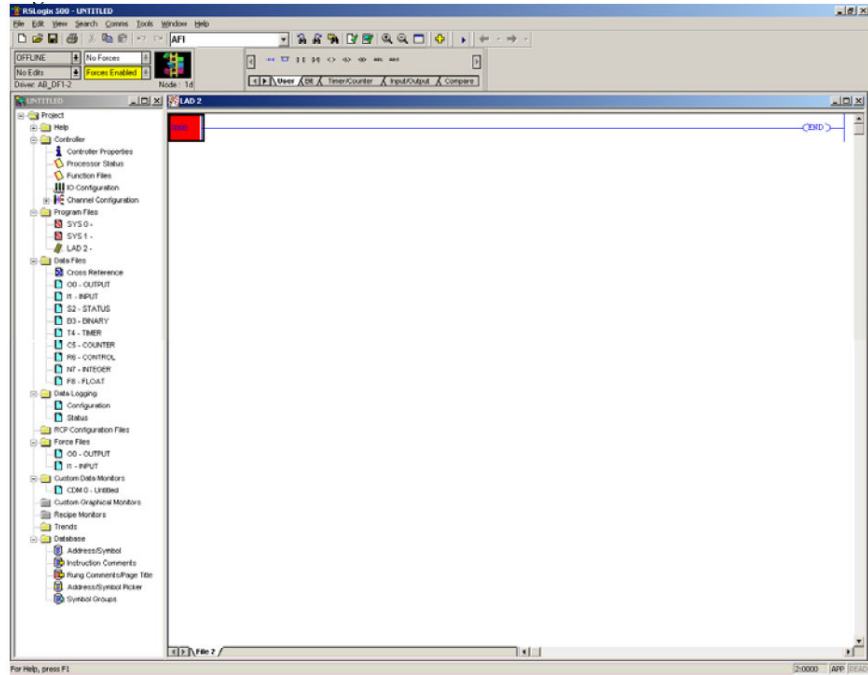 RSLogix 500 - UNTITLED
File Edit View Search Comms Tools Window Help
AFI
OFFLINE No Forces
No Edits Forces Enabled
Driver: AB_DF1-2 Node : 1d
User Bit Timer/Counter Input/Output Compare
UNTITLED
LAD 2
Project
Help
Controller
Controller Properties
Processor Status
Function Files
IO Configuration
Channel Configuration
Program Files
SYS 0 -
SYS 1 -
LAD 2 -
Data Files
Cross Reference
O0 - OUTPUT
I1 - INPUT
S2 - STATUS
B3 - BINARY
T4 - TIMER
C5 - COUNTER
R6 - CONTROL
N7 - INTEGER
F8 - FLOAT
Data Logging
Configuration
Status
RCP Configuration Files
Force Files
O0 - OUTPUT
I1 - INPUT
Custom Data Monitors
CDM 0 - Untitled
Custom Graphical Monitors
Recipe Monitors
Trends
Database
Address/Symbol
Instruction Comments
Rung Comments/Page Title
Address/Symbol Picker
Symbol Groups
0000
END
File 2
For Help, press F1
2:0000 APP READ